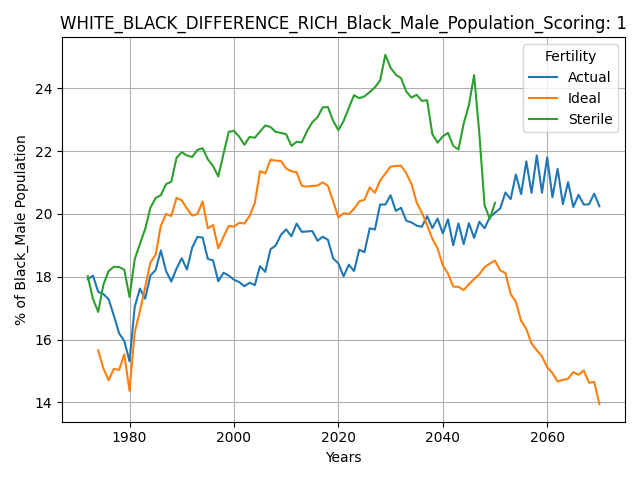 WHITE_BLACK_DIFFERENCE_RICH_Black_Male_Population_Scoring: 1
% of Black_Male Population
24
22
20
18
16
14
Fertility
Actual
Ideal
Sterile
1980
2000
2020
2040
2060
Years